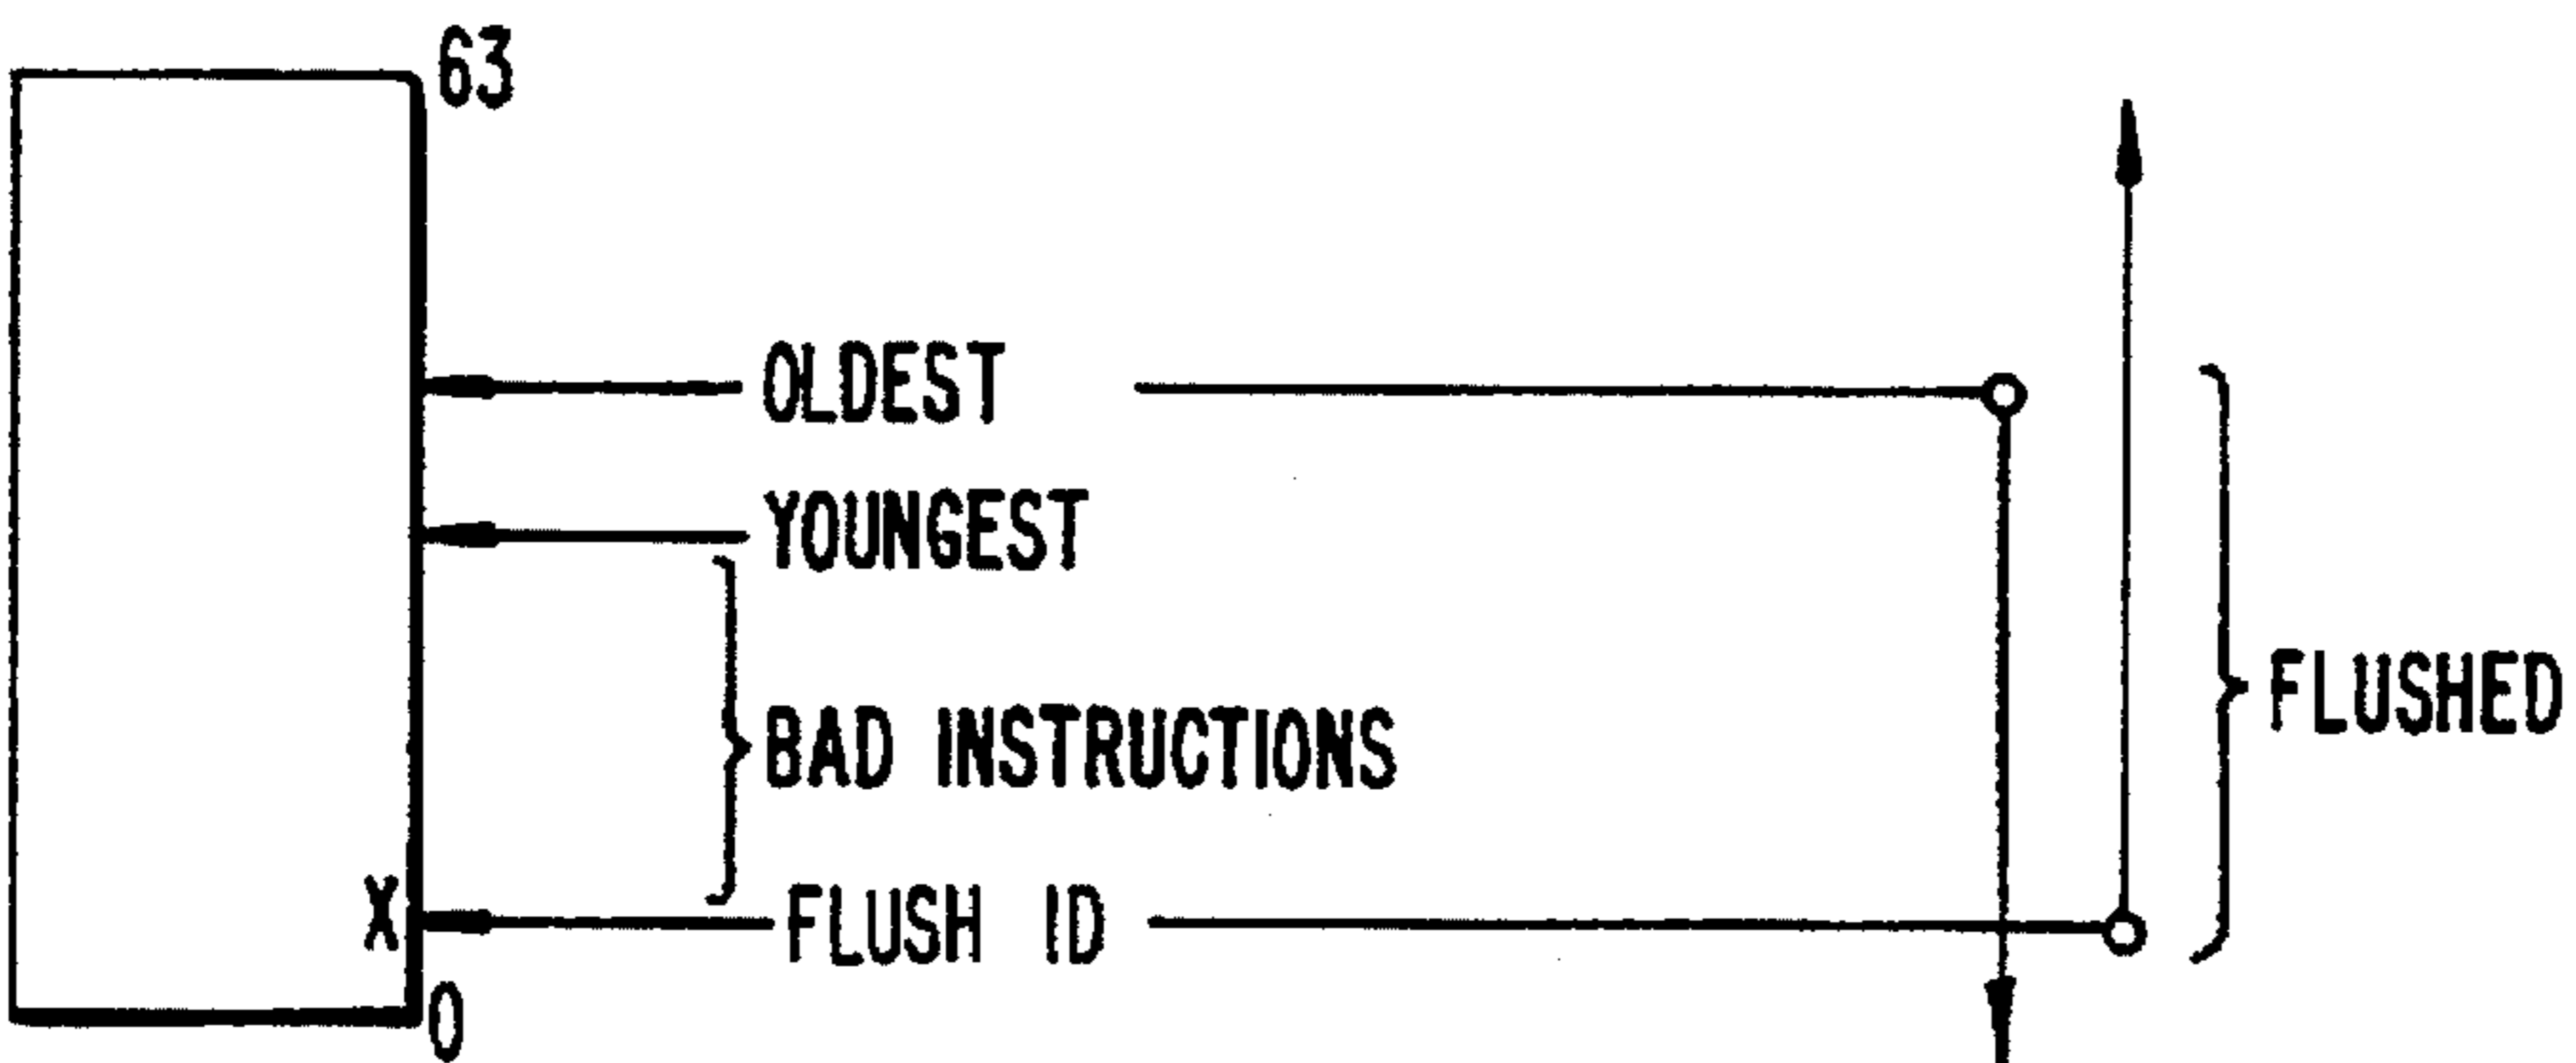 63
OLDEST
YOUNGEST
FLUSHED
BAD INSTRUCTIONS
X
FLUSH ID
0